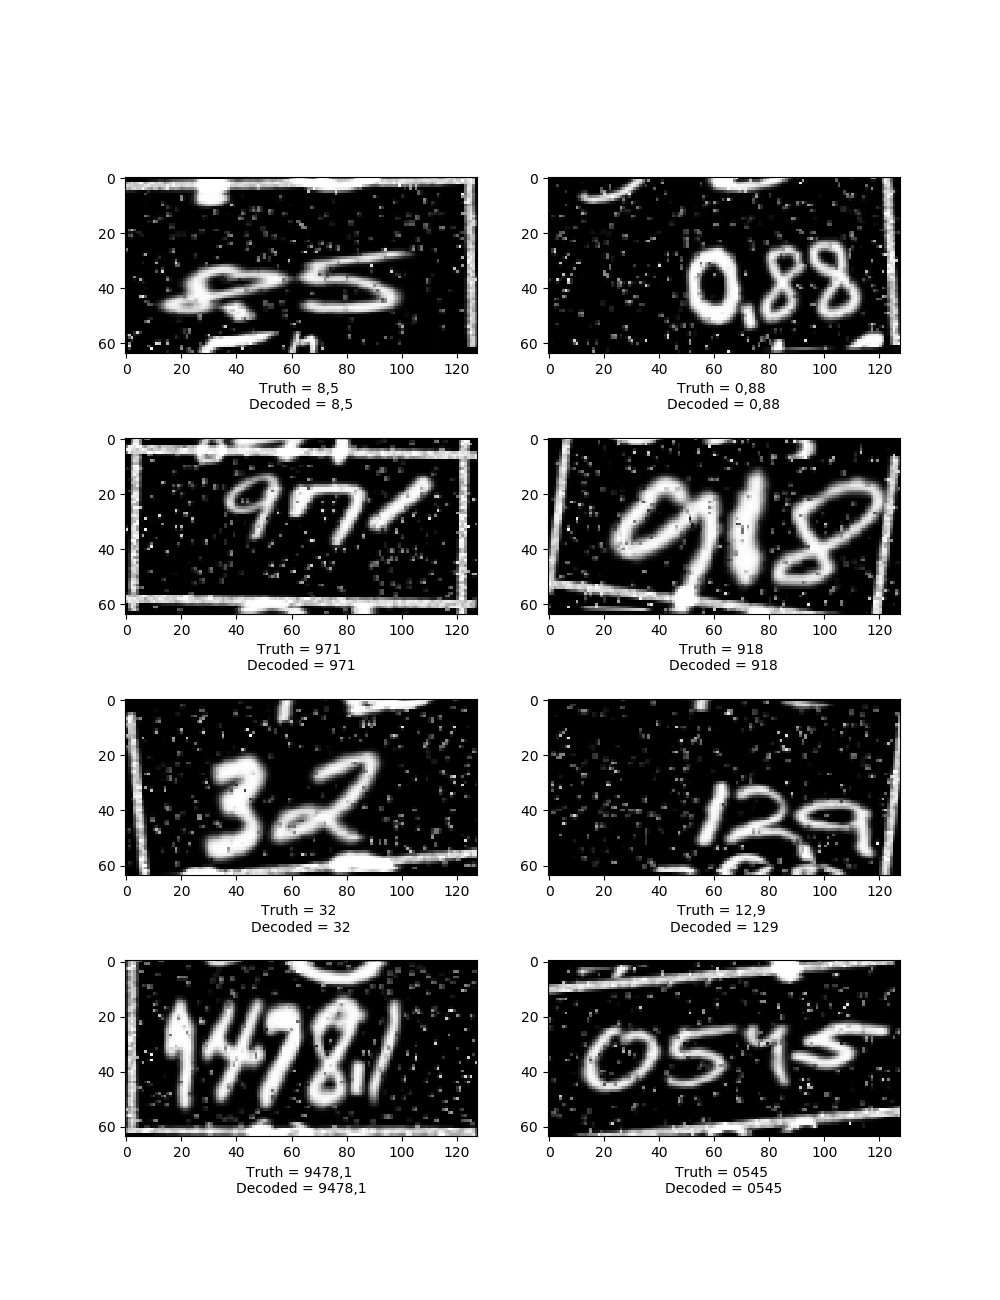 0
20
8,5
40
60
0 20 40 60 80 100 120
Truth = 8,5
Decoded = 8,5
0
20
0,88
40
60
0 20 40 60 80 100 120
Truth = 0,88
Decoded = 0,88
0
20
971
40
60
0 20 40 60 80 100 120
Truth = 971
Decoded = 971
0
20
918
40
60
0 20 40 60 80 100 120
Truth = 918
Decoded = 918
0
20
32
40
60
0 20 40 60 80 100 120
Truth = 32
Decoded = 32
0
20
12,9
40
60
0 20 40 60 80 100 120
Truth = 12,9
Decoded = 129
0
20
9478,1
40
60
0 20 40 60 80 100 120
Truth = 9478,1
Decoded = 9478,1
0
20
0545
40
60
0 20 40 60 80 100 120
Truth = 0545
Decoded = 0545